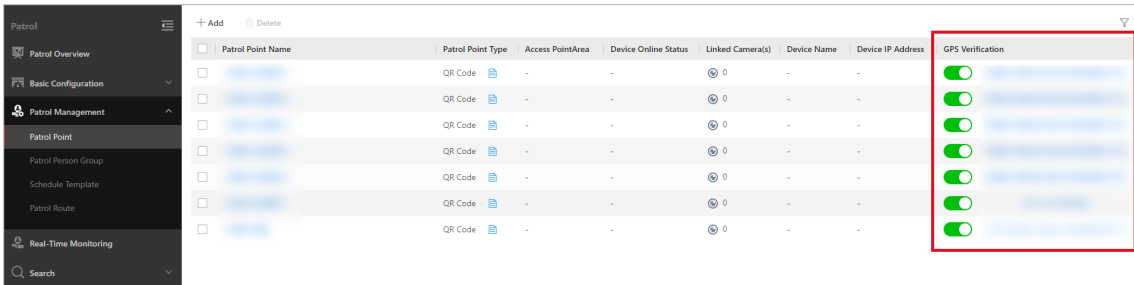 Patrol
Patrol Overview
Basic Configuration
Patrol Management
Patrol Point
Patrol Person Group
Schedule Template
Patrol Route
Real-Time Monitoring
Search
+ Add Delete
Patrol Point Name Patrol Point Type Access PointArea Device Online Status Linked Camera(s) Device Name Device IP Address GPS Verification
QR Code - - 0 - -
QR Code - - 0 - -
QR Code - - 0 - -
QR Code - - 0 - -
QR Code - - 0 - -
QR Code - - 0 - -
QR Code - - 0 - -